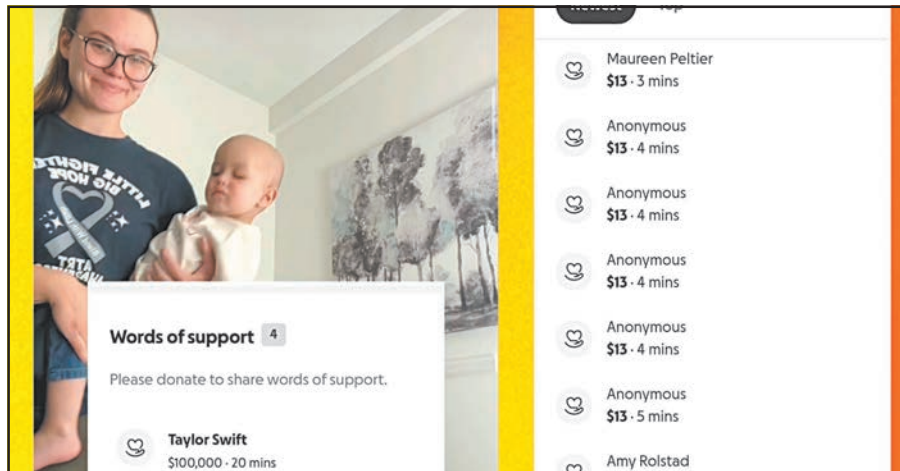 LITTLE FIGHTER
BIG HOPE
ATRT
Words of support 4
Please donate to share words of support.
Taylor Swift
$100,000 · 20 mins
Newest Top
Maureen Peltier
$13 · 3 mins
Anonymous
$13 · 4 mins
Anonymous
$13 · 4 mins
Anonymous
$13 · 4 mins
Anonymous
$13 · 4 mins
Anonymous
$13 · 5 mins
Amy Rolstad